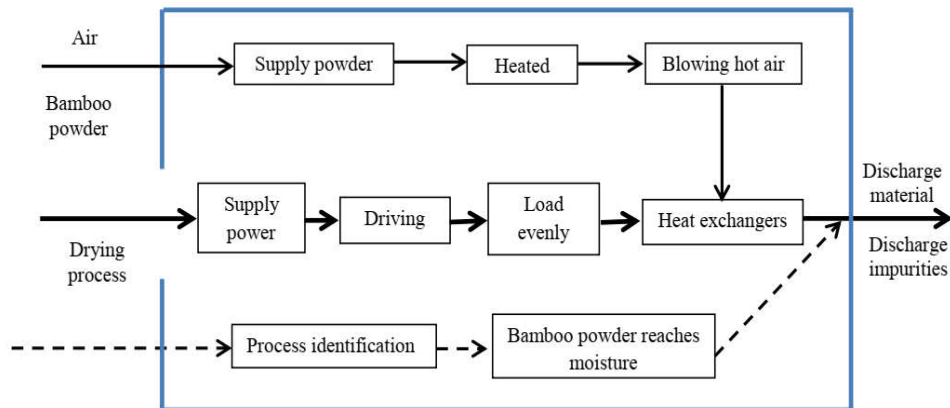 Air
Supply powder
Heated
Blowing hot air
Bamboo
powder
Supply
power
Driving
Load
evenly
Heat exchangers
Discharge
material
Drying
process
Discharge
impurities
Process identification
Bamboo powder reaches
moisture